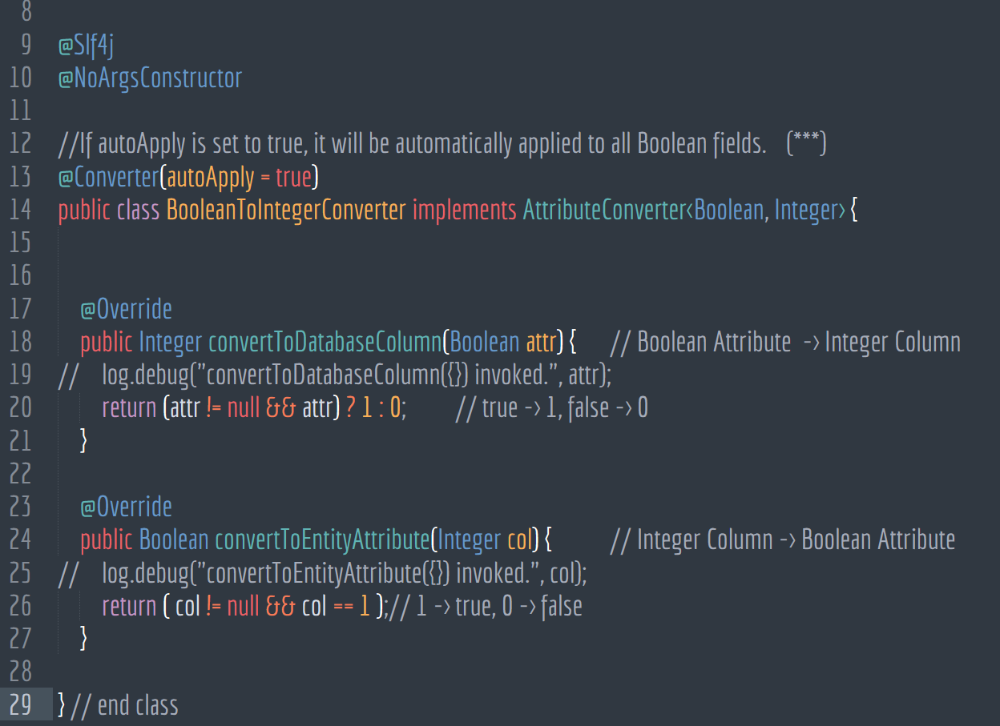 8
9 @Slf4j
10 @NoArgsConstructor
11
12 //If autoApply is set to true, it will be automatically applied to all Boolean fields. (***)
13 @Converter(autoApply = true)
14 public class BooleanToIntegerConverter implements AttributeConverter<Boolean, Integer> {
15
16
17 @Override
18 public Integer convertToDatabaseColumn(Boolean attr) { // Boolean Attribute -> Integer Column
19 // log.debug("convertToDatabaseColumn({}) invoked.", attr);
20 return (attr != null && attr) ? 1 : 0; // true -> 1, false -> 0
21 }
22
23 @Override
24 public Boolean convertToEntityAttribute(Integer col) { // Integer Column -> Boolean Attribute
25 // log.debug("convertToEntityAttribute({}) invoked.", col);
26 return ( col != null && col == 1 );// 1 -> true, 0 -> false
27 }
28
29 } // end class